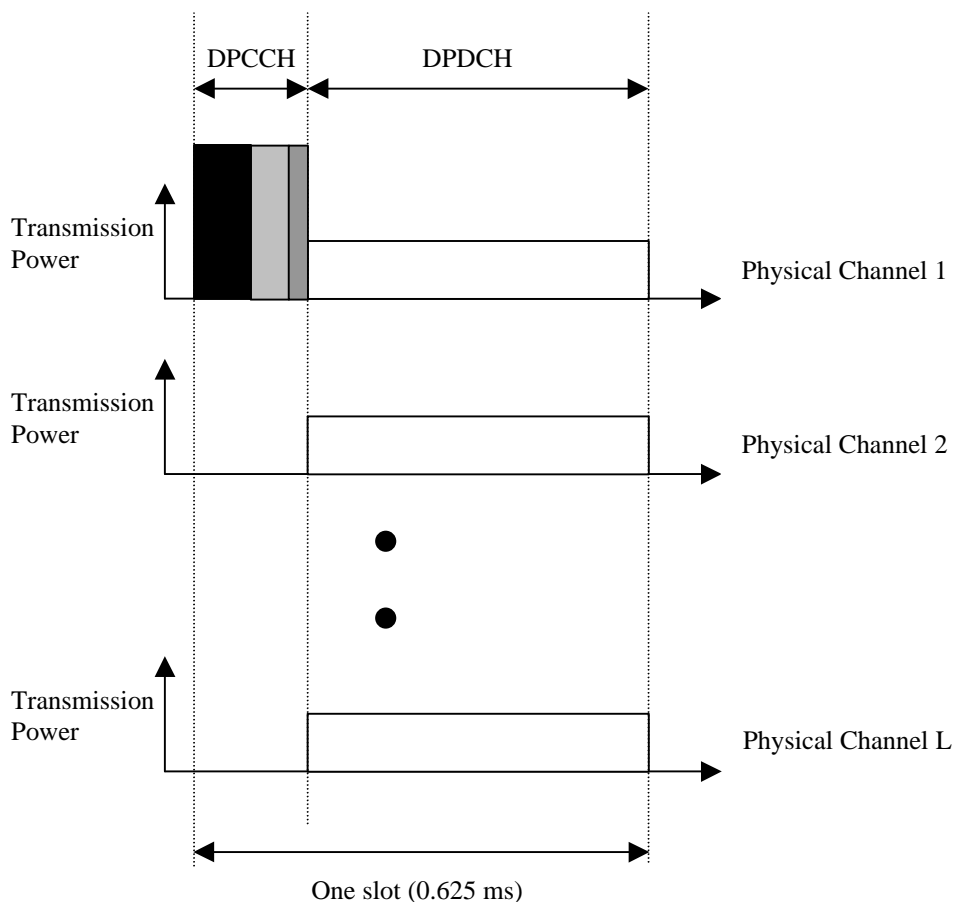 DPCCH
DPDCH
Transmission
Power
Physical Channel 1
Transmission
Power
Physical Channel 2
Transmission
Power
Physical Channel L
One slot (0.625 ms)